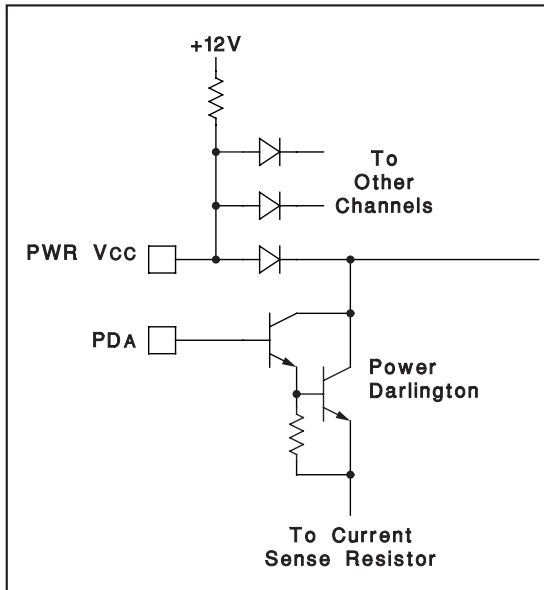 +12V
To
Other
Channels
PWR VCC
PDA
Power
Darlington
To Current
Sense Resistor